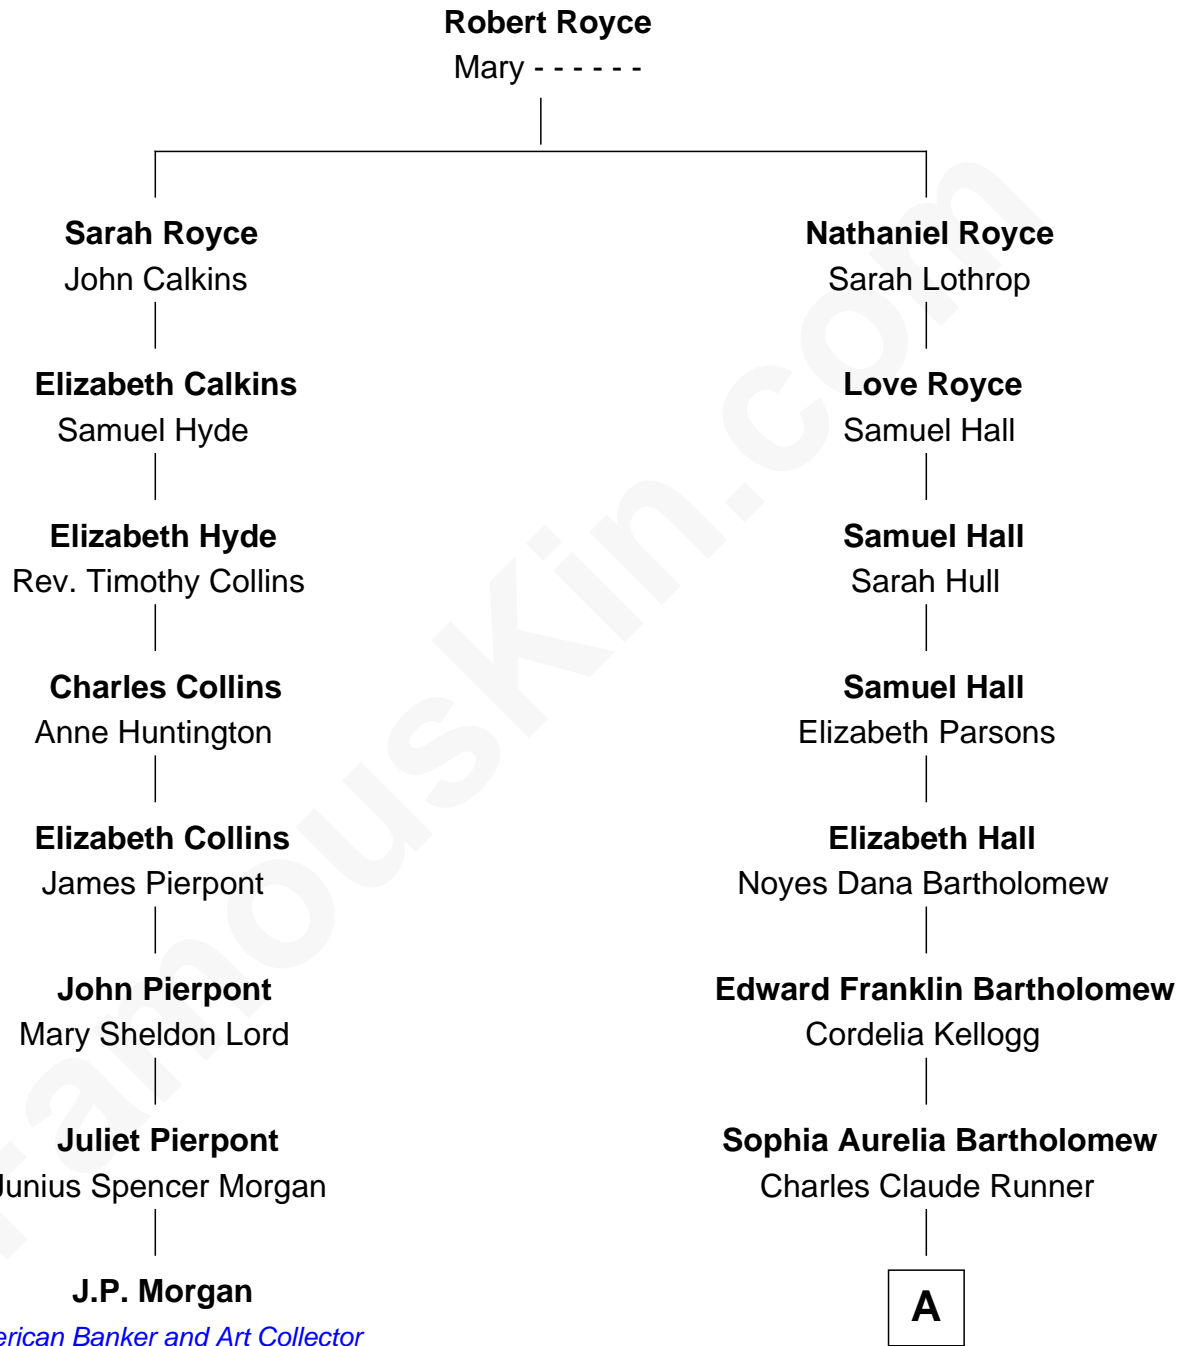 Robert Royce
Mary - - - - - -
Sarah Royce
John Calkins
Nathaniel Royce
Sarah Lothrop
Elizabeth Calkins
Samuel Hyde
Love Royce
Samuel Hall
Elizabeth Hyde
Rev. Timothy Collins
Samuel Hall
Sarah Hull
Charles Collins
Anne Huntington
Samuel Hall
Elizabeth Parsons
Elizabeth Collins
James Pierpont
Elizabeth Hall
Noyes Dana Bartholomew
John Pierpont
Mary Sheldon Lord
Edward Franklin Bartholomew
Cordelia Kellogg
Juliet Pierpont
Junius Spencer Morgan
Sophia Aurelia Bartholomew
Charles Claude Runner
J.P. Morgan
erican Banker and Art Collector
A
FamousKin.com